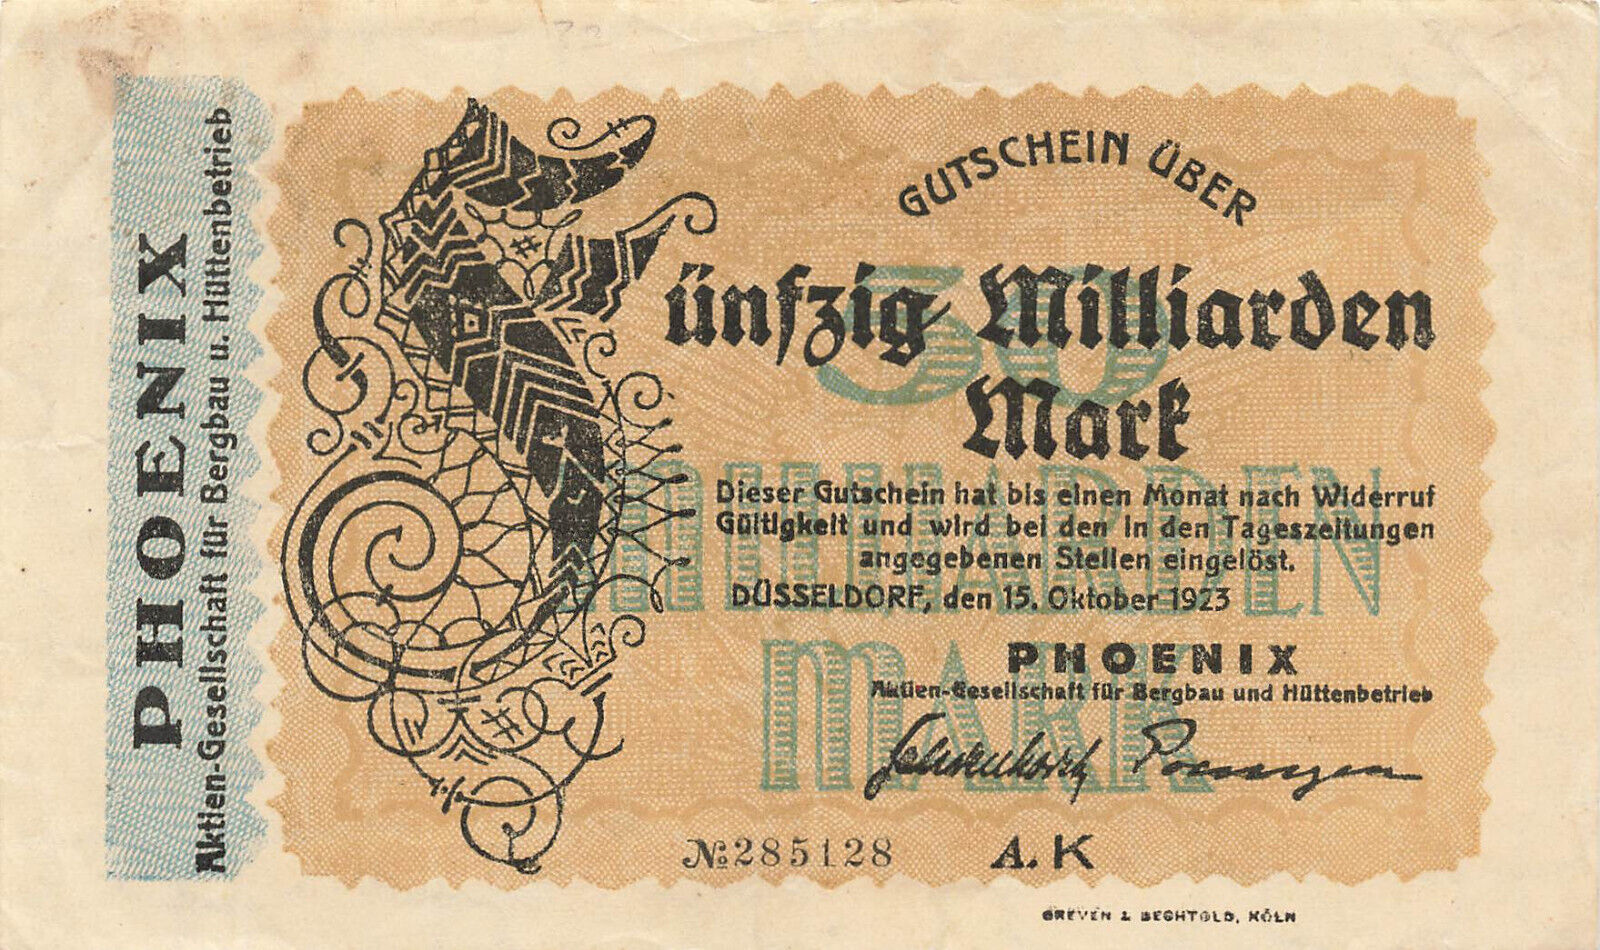 PHOENIX
Aktien-Gesellschaft für Bergbau u. Hüttenbetrieb
GUTSCHEIN ÜBER
Fünfzig Milliarden
Mark
50
MILLIARDEN
MARK
Dieser Gutschein hat bis einen Monat nach Widerruf
Gültigkeit und wird bei den in den Tageszeitungen
angegebenen Stellen eingelöst.
DÜSSELDORF, den 15. Oktober 1923
PHOENIX
Aktien-Gesellschaft für Bergbau und Hüttenbetrieb
№ 285128 A.K
GREVEN & BECHTOLD, KÖLN